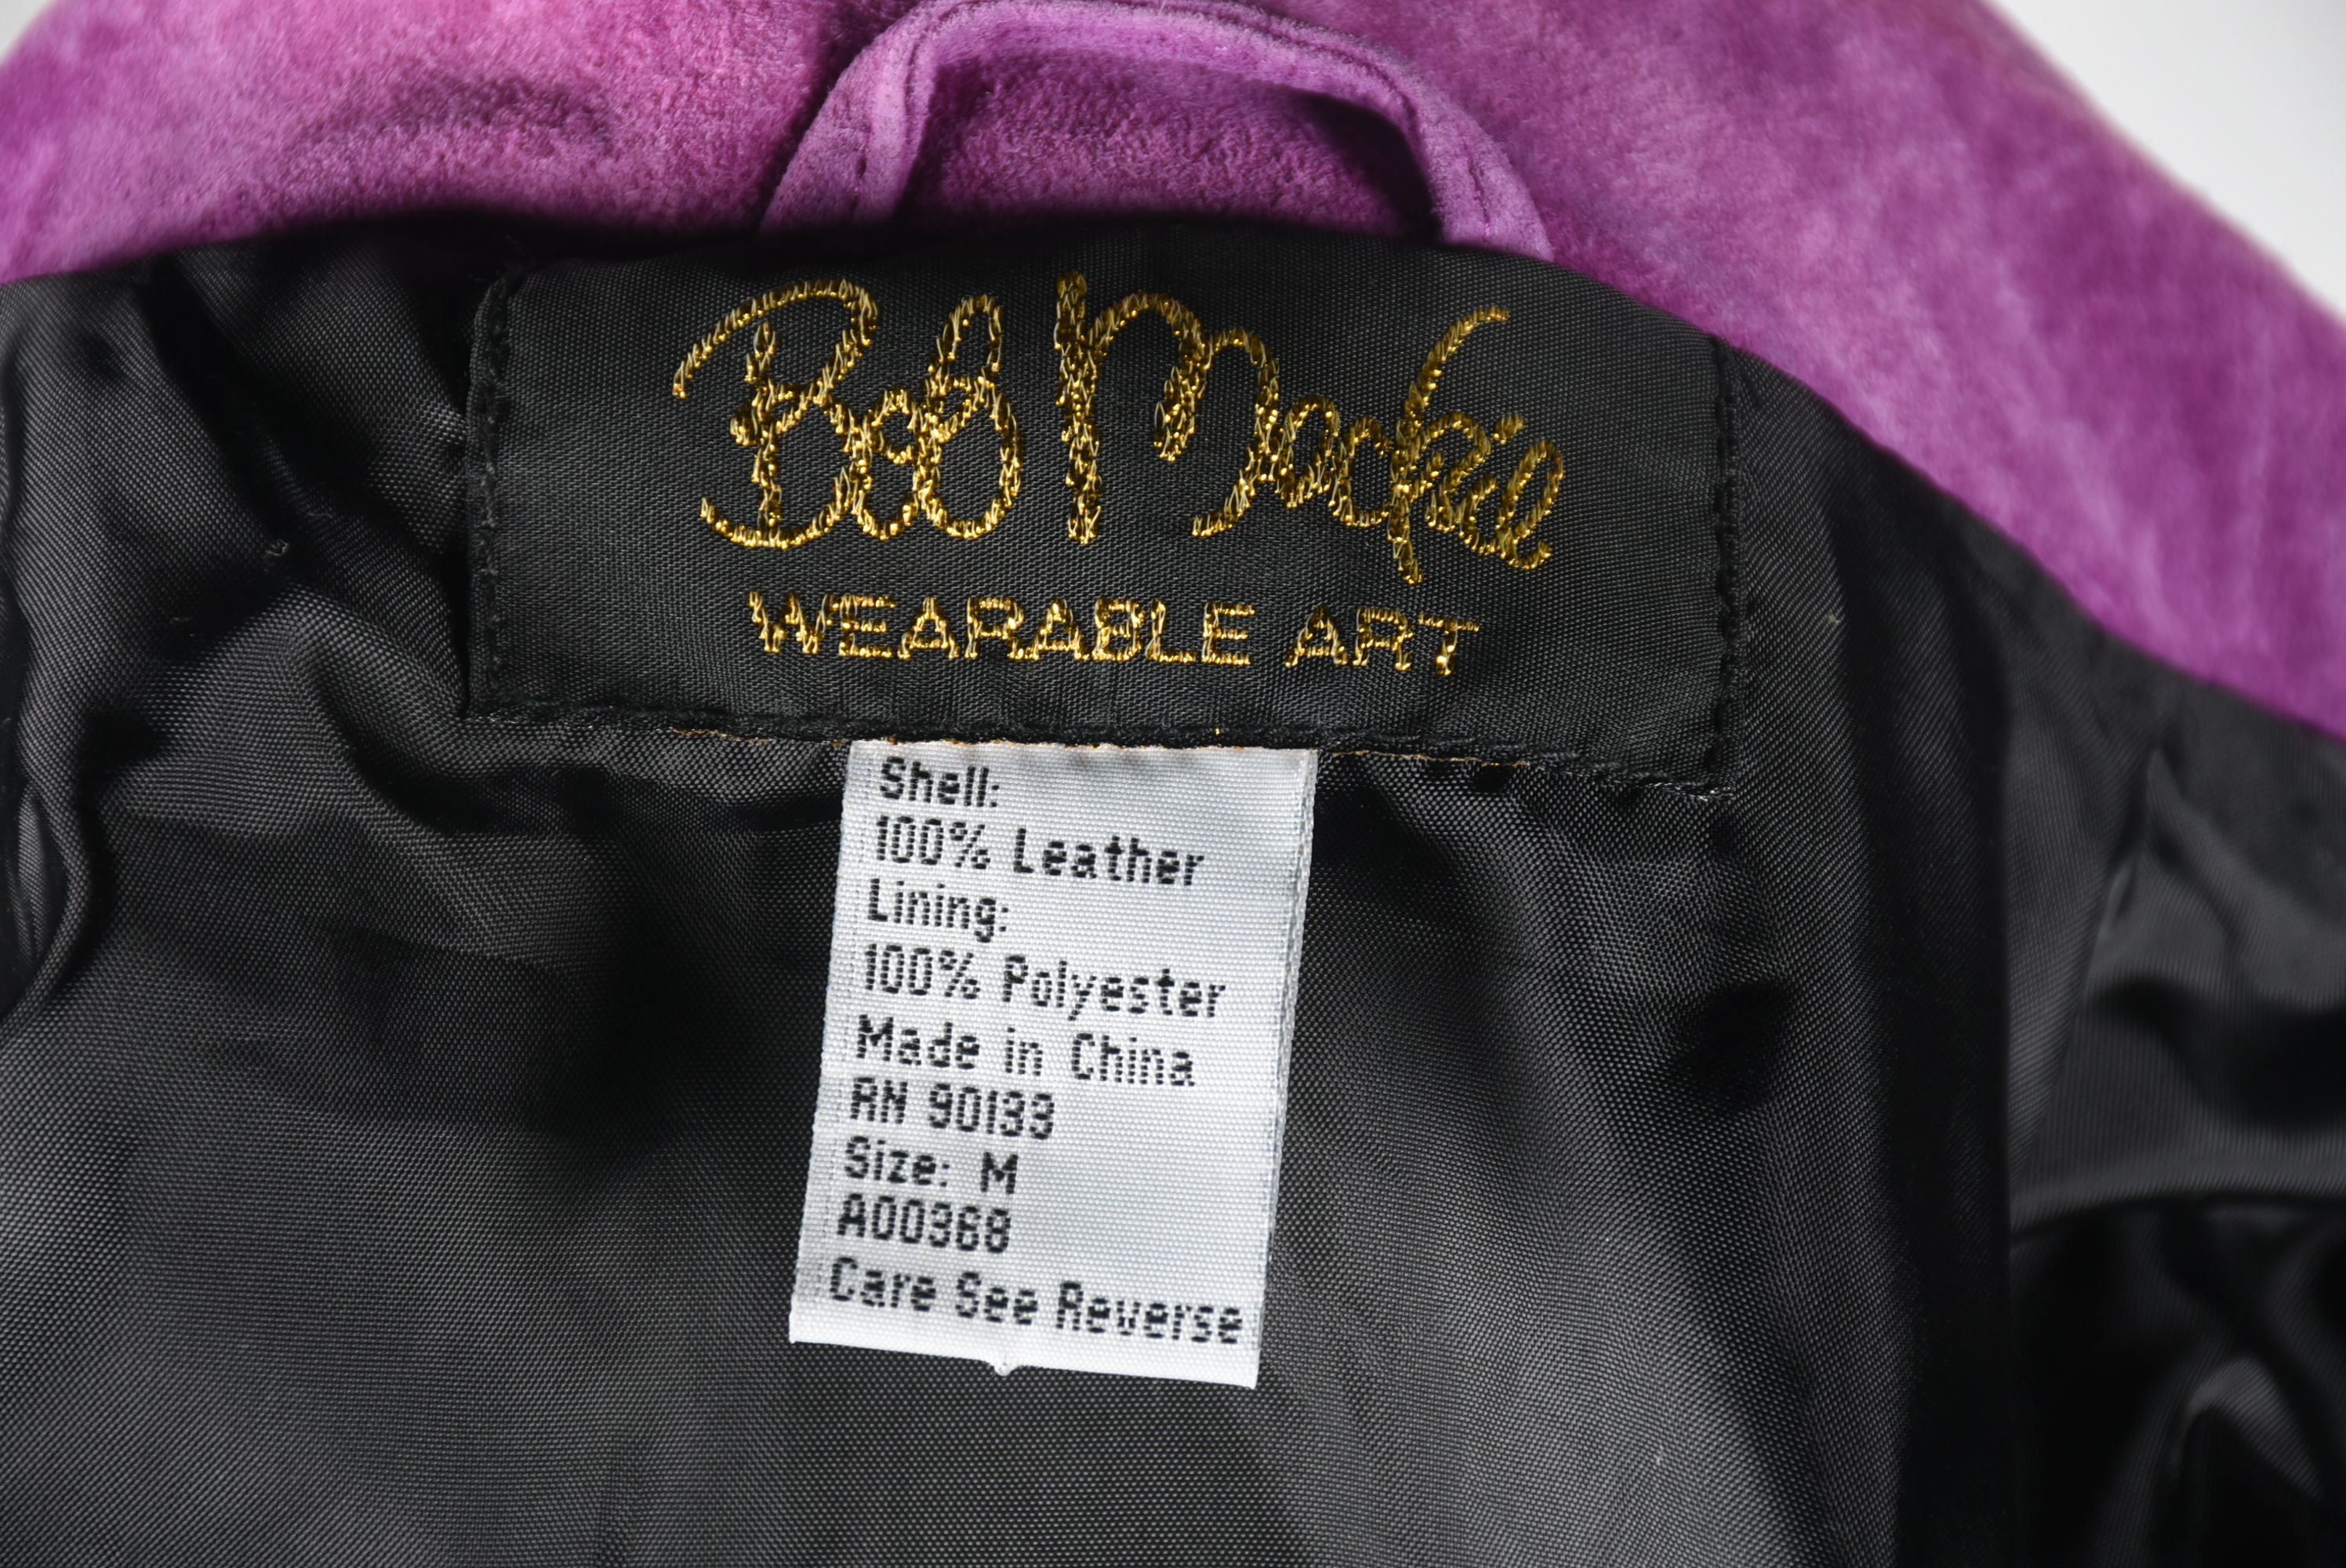 Bob Mackie
WEARABLE ART
Shell:
100% Leather
Lining:
100% Polyester
Made in China
RN 90133
Size: M
A00368
Care See Reverse